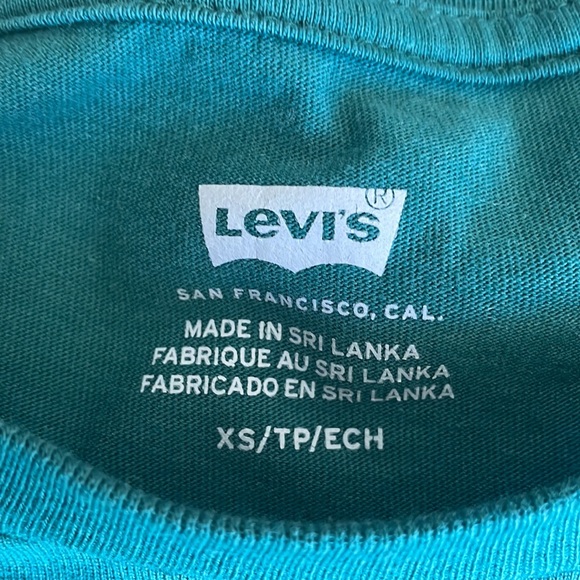 Levi's ®
SAN FRANCISCO, CAL.
MADE IN SRI LANKA
FABRIQUE AU SRI LANKA
FABRICADO EN SRI LANKA
XS/TP/ECH